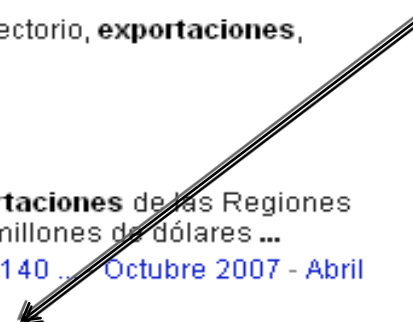 ectorio, exportaciones,
rtaciones de las Regiones
millones de dólares ...
140 ... Octubre 2007 - Abril